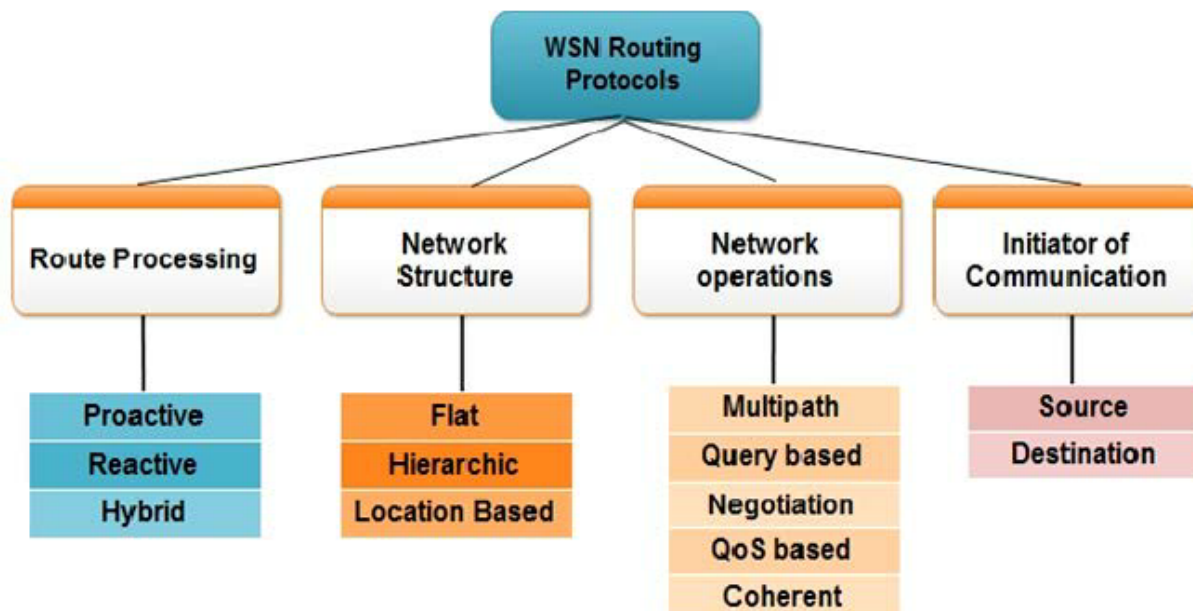 WSN Routing
Protocols
Route Processing
Network
Structure
Network
operations
Initiator of
Communication
Proactive
Reactive
Hybrid
Flat
Hierarchic
Location Based
Multipath
Query based
Negotiation
QoS based
Coherent
Source
Destination